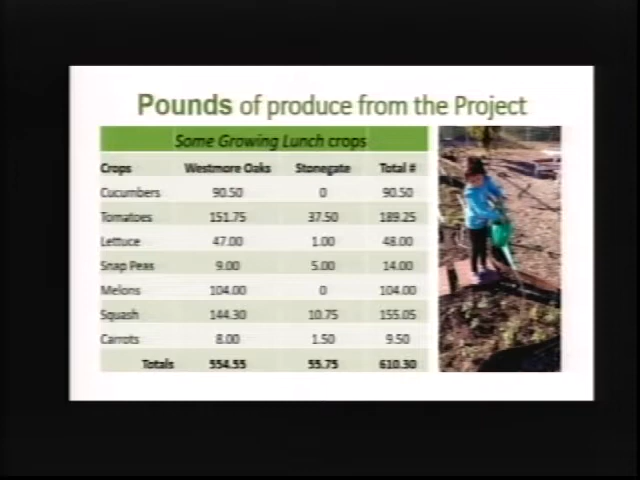 Pounds of produce from the Project
Some Growing Lunch crops
Crops Westmore Oaks Stonegate Total #
Cucumbers 90.50 0 90.50
Tomatoes 151.75 37.50 189.25
Lettuce 47.00 1.00 48.00
Snap Peas 9.00 5.00 14.00
Melons 104.00 0 104.00
Squash 144.30 10.75 155.05
Carrots 8.00 1.50 9.50
Totals 554.55 55.75 610.30